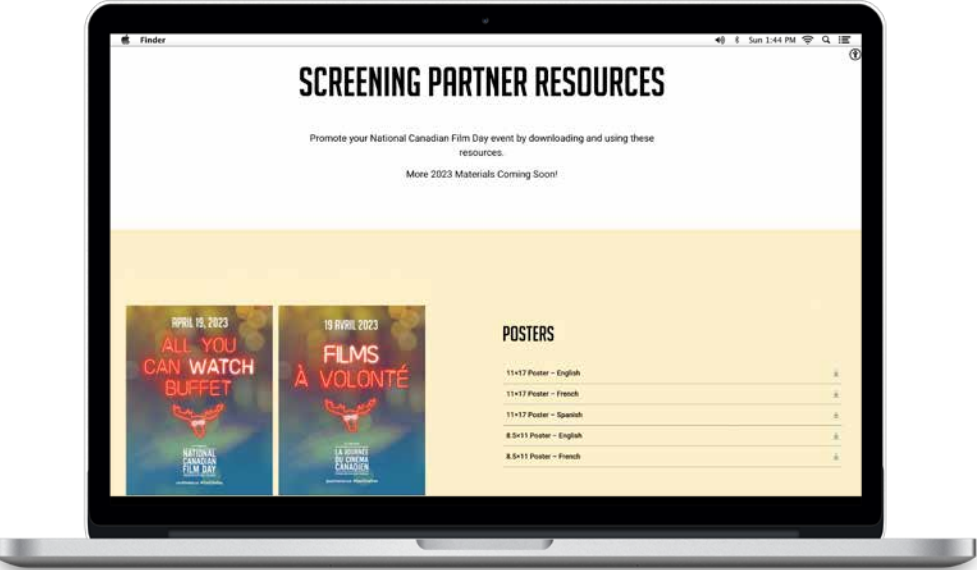 Finder
Sun 1:44 PM
SCREENING PARTNER RESOURCES
Promote your National Canadian Film Day event by downloading and using these
resources.
More 2023 Materials Coming Soon!
APRIL 19, 2023
ALL YOU
CAN WATCH
BUFFET
NATIONAL
CANADIAN
FILM DAY
19 AVRIL 2023
FILMS
À VOLONTÉ
LA JOURNÉE
DU CINÉMA
CANADIEN
POSTERS
11×17 Poster – English
11×17 Poster – French
11×17 Poster – Spanish
8.5×11 Poster – English
8.5×11 Poster – French